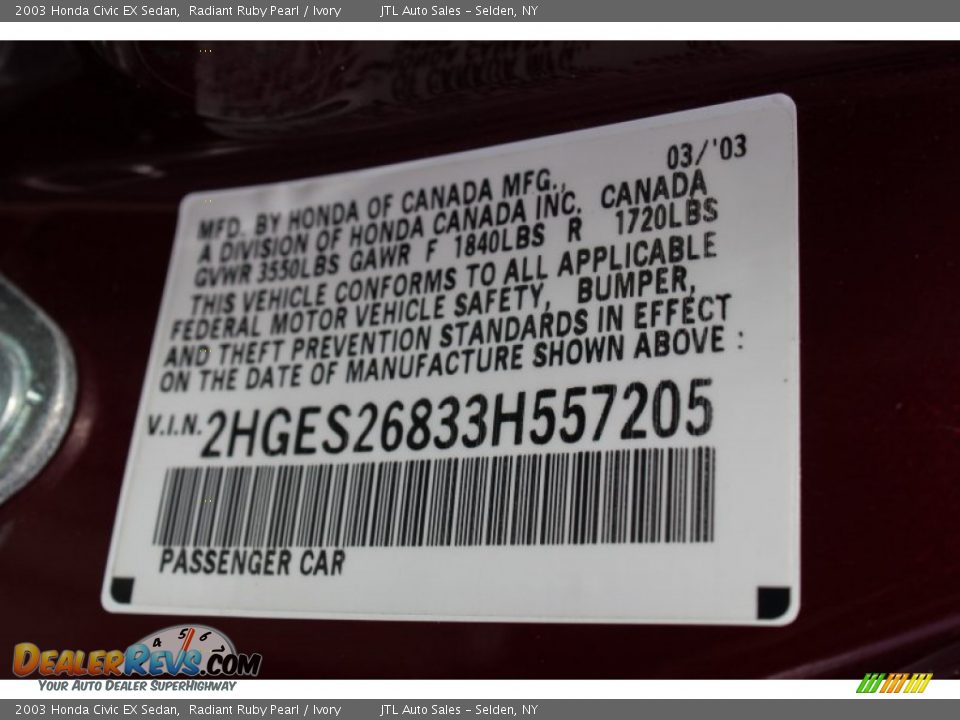 2003 Honda Civic EX Sedan, Radiant Ruby Pearl / Ivory JTL Auto Sales - Selden, NY
03/'03
MFD. BY HONDA OF CANADA MFG.,
A DIVISION OF HONDA CANADA INC. CANADA
GVWR 3550LBS GAWR F 1840LBS R 1720LBS
THIS VEHICLE CONFORMS TO ALL APPLICABLE
FEDERAL MOTOR VEHICLE SAFETY, BUMPER,
AND THEFT PREVENTION STANDARDS IN EFFECT
ON THE DATE OF MANUFACTURE SHOWN ABOVE :
V.I.N. 2HGES26833H557205
PASSENGER CAR
4 5 6
DEALERREVS.COM
YOUR AUTO DEALER SUPERHIGHWAY
2003 Honda Civic EX Sedan, Radiant Ruby Pearl / Ivory JTL Auto Sales - Selden, NY